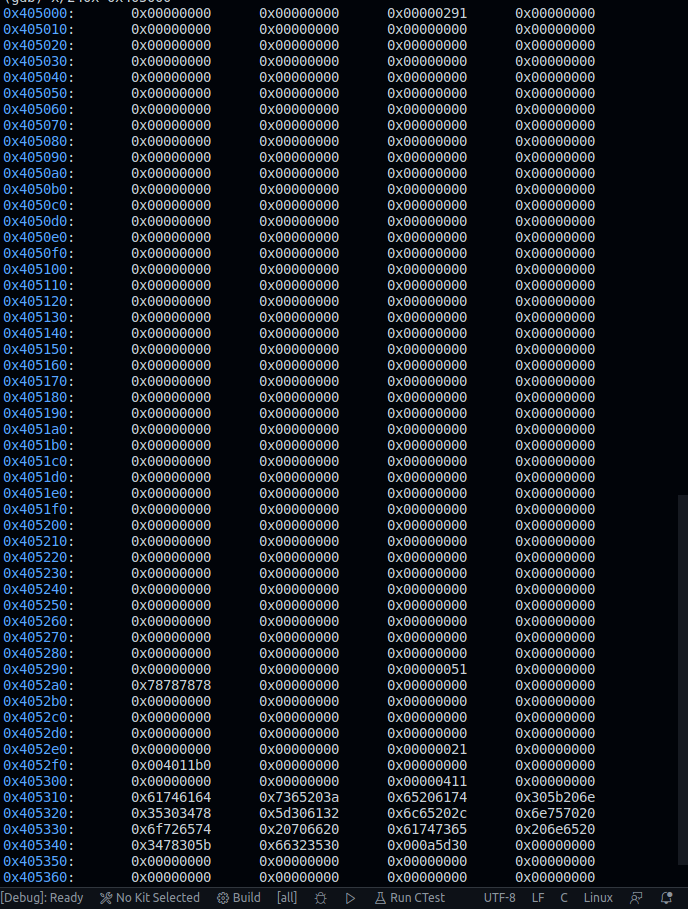 0x405000: 0x00000000 0x00000000 0x00000291 0x00000000
0x405010: 0x00000000 0x00000000 0x00000000 0x00000000
0x405020: 0x00000000 0x00000000 0x00000000 0x00000000
0x405030: 0x00000000 0x00000000 0x00000000 0x00000000
0x405040: 0x00000000 0x00000000 0x00000000 0x00000000
0x405050: 0x00000000 0x00000000 0x00000000 0x00000000
0x405060: 0x00000000 0x00000000 0x00000000 0x00000000
0x405070: 0x00000000 0x00000000 0x00000000 0x00000000
0x405080: 0x00000000 0x00000000 0x00000000 0x00000000
0x405090: 0x00000000 0x00000000 0x00000000 0x00000000
0x4050a0: 0x00000000 0x00000000 0x00000000 0x00000000
0x4050b0: 0x00000000 0x00000000 0x00000000 0x00000000
0x4050c0: 0x00000000 0x00000000 0x00000000 0x00000000
0x4050d0: 0x00000000 0x00000000 0x00000000 0x00000000
0x4050e0: 0x00000000 0x00000000 0x00000000 0x00000000
0x4050f0: 0x00000000 0x00000000 0x00000000 0x00000000
0x405100: 0x00000000 0x00000000 0x00000000 0x00000000
0x405110: 0x00000000 0x00000000 0x00000000 0x00000000
0x405120: 0x00000000 0x00000000 0x00000000 0x00000000
0x405130: 0x00000000 0x00000000 0x00000000 0x00000000
0x405140: 0x00000000 0x00000000 0x00000000 0x00000000
0x405150: 0x00000000 0x00000000 0x00000000 0x00000000
0x405160: 0x00000000 0x00000000 0x00000000 0x00000000
0x405170: 0x00000000 0x00000000 0x00000000 0x00000000
0x405180: 0x00000000 0x00000000 0x00000000 0x00000000
0x405190: 0x00000000 0x00000000 0x00000000 0x00000000
0x4051a0: 0x00000000 0x00000000 0x00000000 0x00000000
0x4051b0: 0x00000000 0x00000000 0x00000000 0x00000000
0x4051c0: 0x00000000 0x00000000 0x00000000 0x00000000
0x4051d0: 0x00000000 0x00000000 0x00000000 0x00000000
0x4051e0: 0x00000000 0x00000000 0x00000000 0x00000000
0x4051f0: 0x00000000 0x00000000 0x00000000 0x00000000
0x405200: 0x00000000 0x00000000 0x00000000 0x00000000
0x405210: 0x00000000 0x00000000 0x00000000 0x00000000
0x405220: 0x00000000 0x00000000 0x00000000 0x00000000
0x405230: 0x00000000 0x00000000 0x00000000 0x00000000
0x405240: 0x00000000 0x00000000 0x00000000 0x00000000
0x405250: 0x00000000 0x00000000 0x00000000 0x00000000
0x405260: 0x00000000 0x00000000 0x00000000 0x00000000
0x405270: 0x00000000 0x00000000 0x00000000 0x00000000
0x405280: 0x00000000 0x00000000 0x00000000 0x00000000
0x405290: 0x00000000 0x00000000 0x00000051 0x00000000
0x4052a0: 0x78787878 0x00000000 0x00000000 0x00000000
0x4052b0: 0x00000000 0x00000000 0x00000000 0x00000000
0x4052c0: 0x00000000 0x00000000 0x00000000 0x00000000
0x4052d0: 0x00000000 0x00000000 0x00000000 0x00000000
0x4052e0: 0x00000000 0x00000000 0x00000021 0x00000000
0x4052f0: 0x004011b0 0x00000000 0x00000000 0x00000000
0x405300: 0x00000000 0x00000000 0x00000411 0x00000000
0x405310: 0x61746164 0x7365203a 0x65206174 0x305b206e
0x405320: 0x35303478 0x5d306132 0x6c65202c 0x6e757020
0x405330: 0x6f726574 0x20706620 0x61747365 0x206e6520
0x405340: 0x3478305b 0x66323530 0x000a5d30 0x00000000
0x405350: 0x00000000 0x00000000 0x00000000 0x00000000
0x405360: 0x00000000 0x00000000 0x00000000 0x00000000
[Debug]: Ready No Kit Selected Build [all] Run CTest UTF-8 LF C Linux